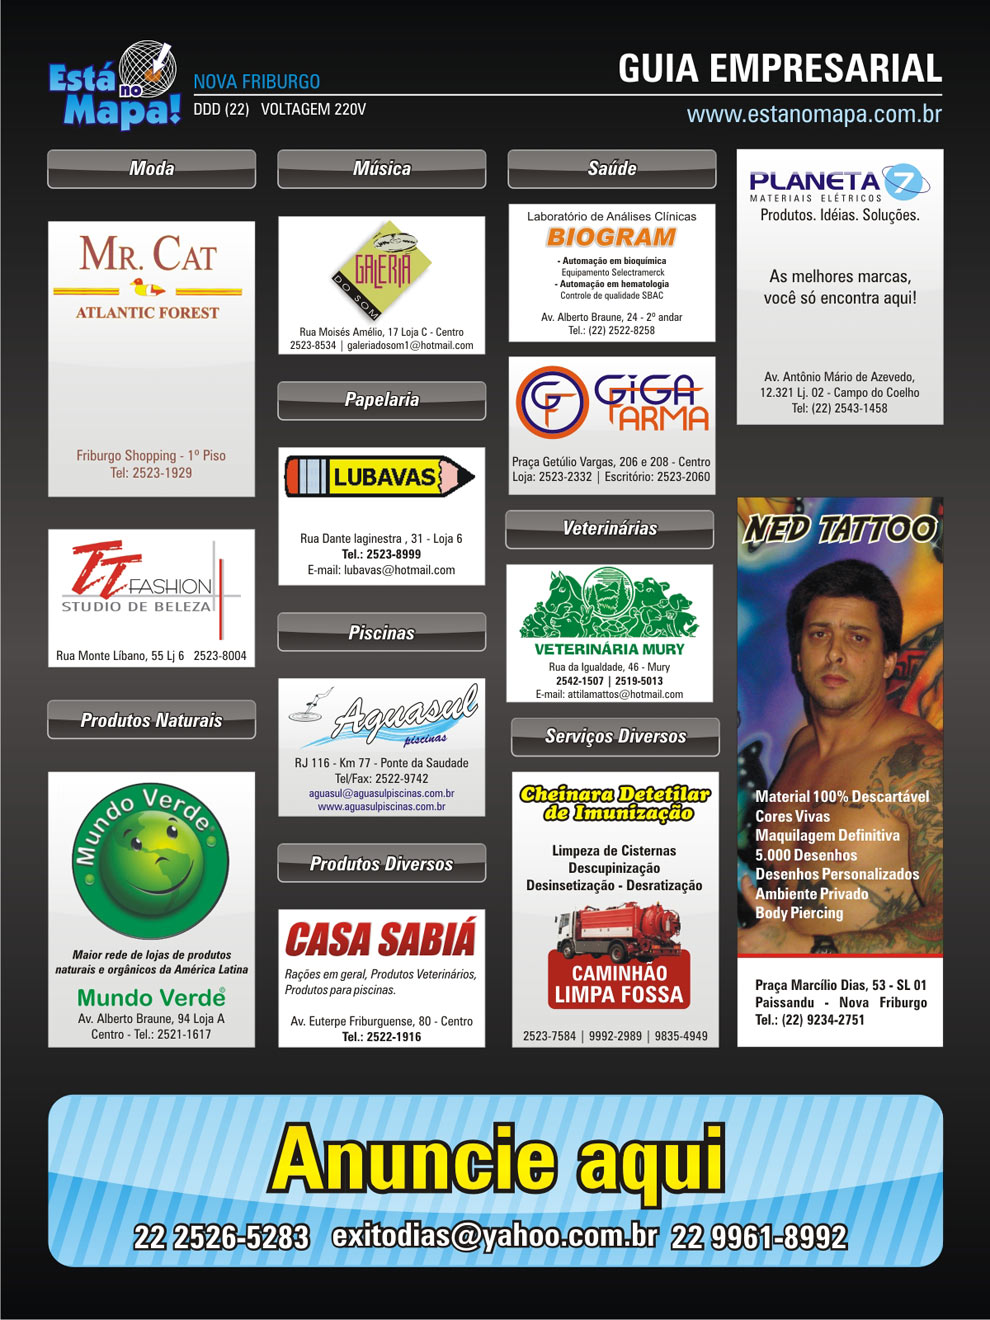 Está
no
Mapa!
NOVA FRIBURGO
DDD (22) VOLTAGEM 220V
GUIA EMPRESARIAL
www.estanomapa.com.br
Moda
MR. CAT
ATLANTIC FOREST
Friburgo Shopping - 1º Piso
Tel: 2523-1929
TT FASHION
STUDIO DE BELEZA
Rua Monte Líbano, 55 Lj 6 2523-8004
Produtos Naturais
Mundo Verde
Maior rede de lojas de produtos
naturais e orgânicos da América Latina
Mundo Verde
Av. Alberto Braune, 94 Loja A
Centro - Tel.: 2521-1617
Música
GALERIA
DO SOM
Rua Moisés Amélio, 17 Loja C - Centro
2523-8534 | galeriadosom1@hotmail.com
Papelaria
LUBAVAS
Rua Dante laginestra , 31 - Loja 6
Tel.: 2523-8999
E-mail: lubavas@hotmail.com
Piscinas
Aguasul
piscinas
RJ 116 - Km 77 - Ponte da Saudade
Tel/Fax: 2522-9742
aguasul@aguasulpiscinas.com.br
www.aguasulpiscinas.com.br
Produtos Diversos
CASA SABIÁ
Rações em geral, Produtos Veterinários,
Produtos para piscinas.
Av. Euterpe Friburguense, 80 - Centro
Tel.: 2522-1916
Saúde
Laboratório de Análises Clínicas
BIOGRAM
- Automação em bioquímica
Equipamento Selectramerck
- Automação em hematologia
Controle de qualidade SBAC
Av. Alberto Braune, 24 - 2º andar
Tel.: (22) 2522-8258
GF GIGA
FARMA
Praça Getúlio Vargas, 206 e 208 - Centro
Loja: 2523-2332 | Escritório: 2523-2060
Veterinárias
VETERINÁRIA MURY
Rua da Igualdade, 46 - Mury
2542-1507 | 2519-5013
E-mail: attilamattos@hotmail.com
Serviços Diversos
Cheinara Detetilar
de Imunização
Limpeza de Cisternas
Descupinização
Desinsetização - Desratização
CAMINHÃO
LIMPA FOSSA
2523-7584 | 9992-2989 | 9835-4949
PLANETA 7
MATERIAIS ELÉTRICOS
Produtos. Idéias. Soluções.
As melhores marcas,
você só encontra aqui!
Av. Antônio Mário de Azevedo,
12.321 Lj. 02 - Campo do Coelho
Tel: (22) 2543-1458
NED TATTOO
Material 100% Descartável
Cores Vivas
Maquilagem Definitiva
5.000 Desenhos
Desenhos Personalizados
Ambiente Privado
Body Piercing
Praça Marcílio Dias, 53 - SL 01
Paissandu - Nova Friburgo
Tel.: (22) 9234-2751
Anuncie aqui
22 2526-5283 exitodias@yahoo.com.br 22 9961-8992